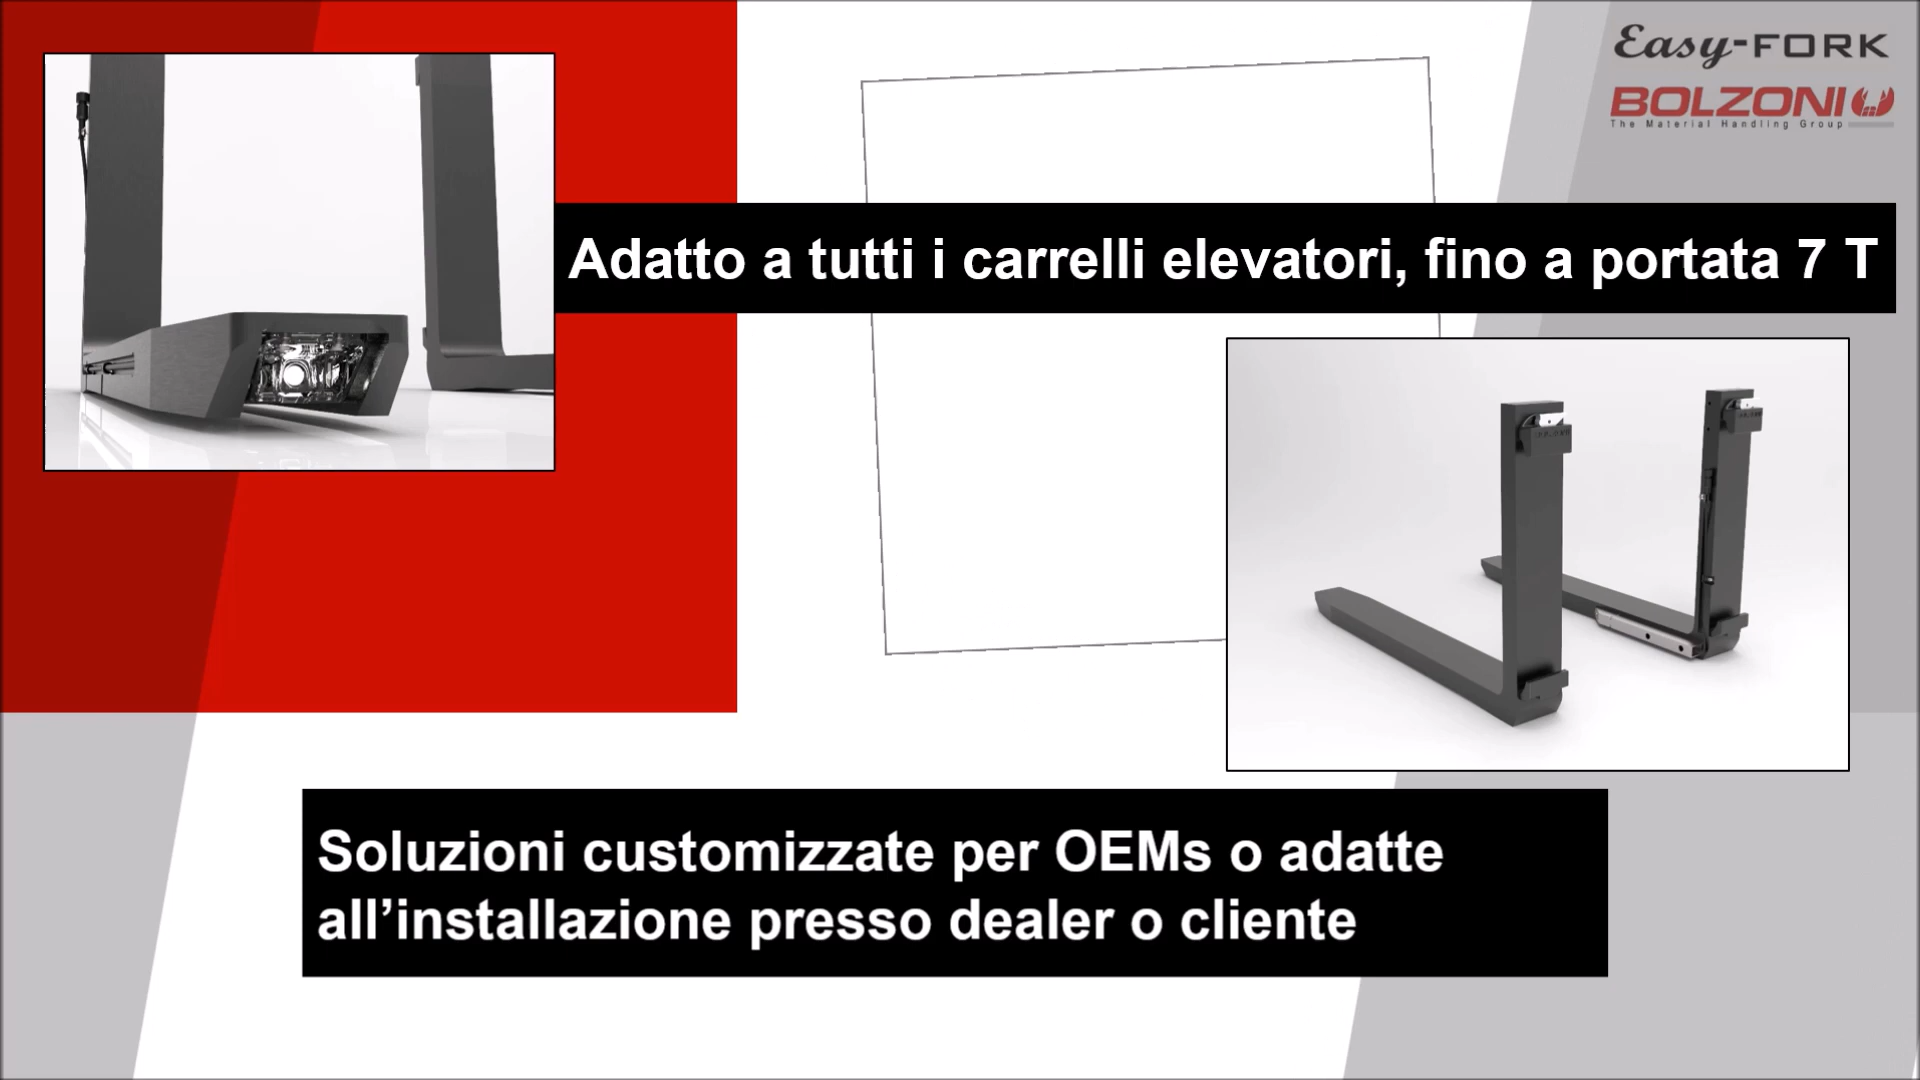 Easy-FORK
BOLZONI
The Material Handling Group
Adatto a tutti i carrelli elevatori, fino a portata 7 T
Soluzioni customizzate per OEMs o adatte
all’installazione presso dealer o cliente